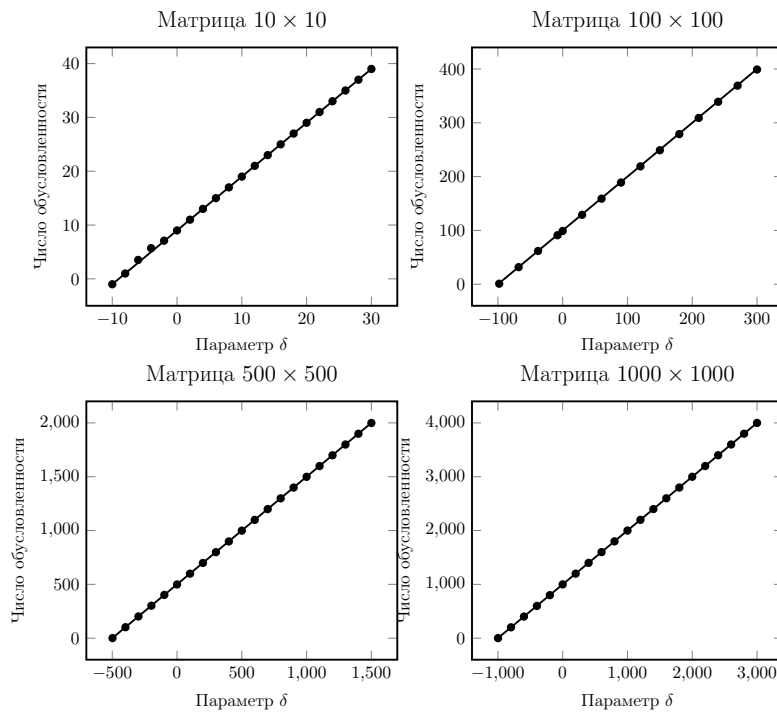 Матрица 10 × 10
Число обусловленности
40
30
20
10
0
−10 0 10 20 30
Параметр δ
Матрица 100 × 100
Число обусловленности
400
300
200
100
0
−100 0 100 200 300
Параметр δ
Матрица 500 × 500
Число обусловленности
2,000
1,500
1,000
500
0
−500 0 500 1,000 1,500
Параметр δ
Матрица 1000 × 1000
Число обусловленности
4,000
3,000
2,000
1,000
0
−1,000 0 1,000 2,000 3,000
Параметр δ